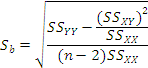 S_b = √((SS_YY − (SS_XY)² / SS_XX) / ((n − 2)SS_XX))